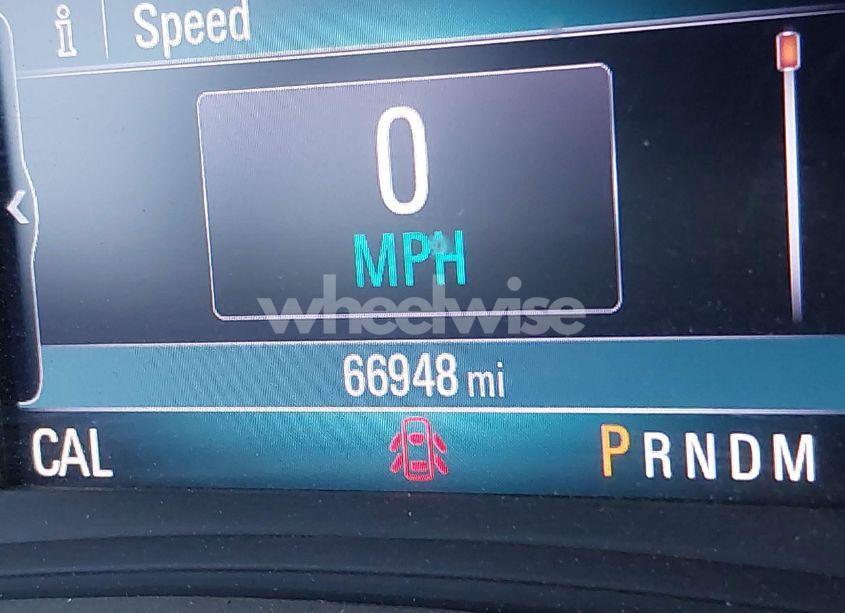 i Speed
0
MPH
wheelwise
66948 mi
CAL PRNDM